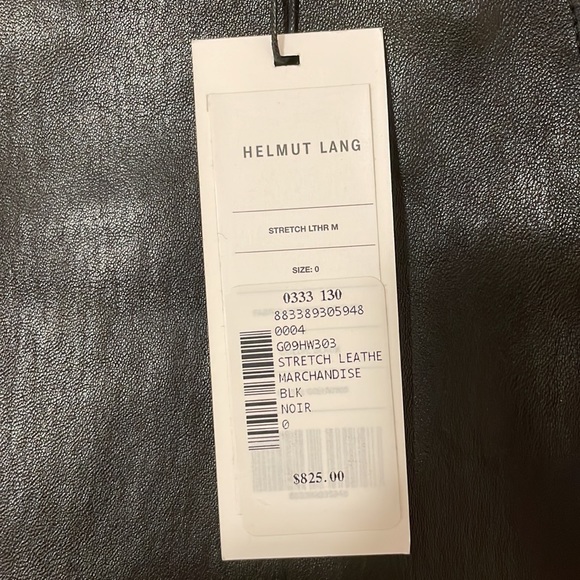 HELMUT LANG
STRETCH LTHR M
SIZE: 0
0333 130
883389305948
0004
G09HW303
STRETCH LEATHE
MARCHANDISE
BLK
NOIR
0
$825.00